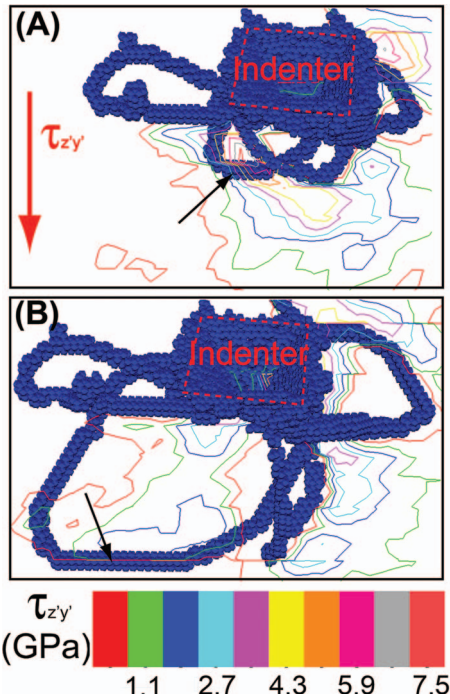 (A)
Indenter
τz'y'
(B)
Indenter
τz'y'
(GPa)
1.1 2.7 4.3 5.9 7.5